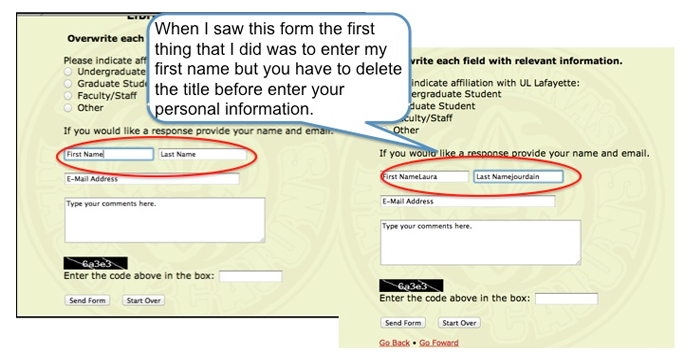 When I saw this form the first
thing that I did was to enter my
first name but you have to delete
the title before enter your
personal information.
Overwrite each
Please indicate aff
Undergraduate
Graduate Stude
Faculty/Staff
Other
If you would like a response provide your name and email.
First Name Last Name
E-Mail Address
Type your comments here.
6a3e3
Enter the code above in the box:
Send Form Start Over
write each field with relevant information.
indicate affiliation with UL Lafayette:
ergraduate Student
duate Student
culty/Staff
Other
If you would like a response provide your name and email.
First NameLaura Last Namejourdain
E-Mail Address
Type your comments here.
6a3e3
Enter the code above in the box:
Send Form Start Over
Go Back • Go Foward